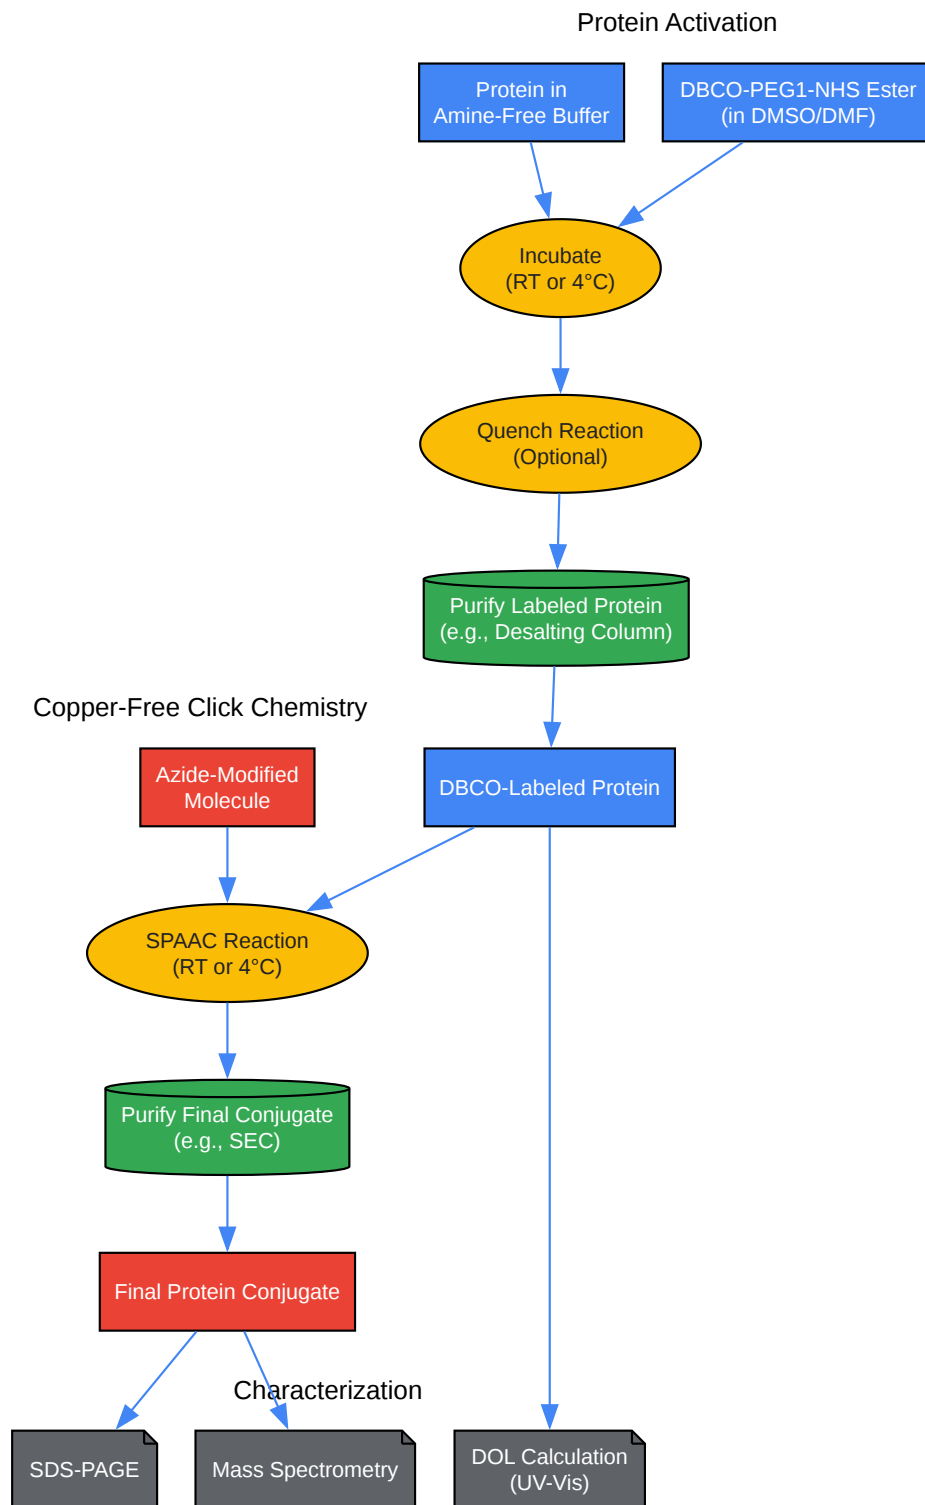 Protein Activation
Protein in
Amine-Free Buffer
DBCO-PEG1-NHS Ester
(in DMSO/DMF)
Incubate
(RT or 4°C)
Quench Reaction
(Optional)
Purify Labeled Protein
(e.g., Desalting Column)
Copper-Free Click Chemistry
Azide-Modified
Molecule
DBCO-Labeled Protein
SPAAC Reaction
(RT or 4°C)
Purify Final Conjugate
(e.g., SEC)
Final Protein Conjugate
Characterization
SDS-PAGE
Mass Spectrometry
DOL Calculation
(UV-Vis)